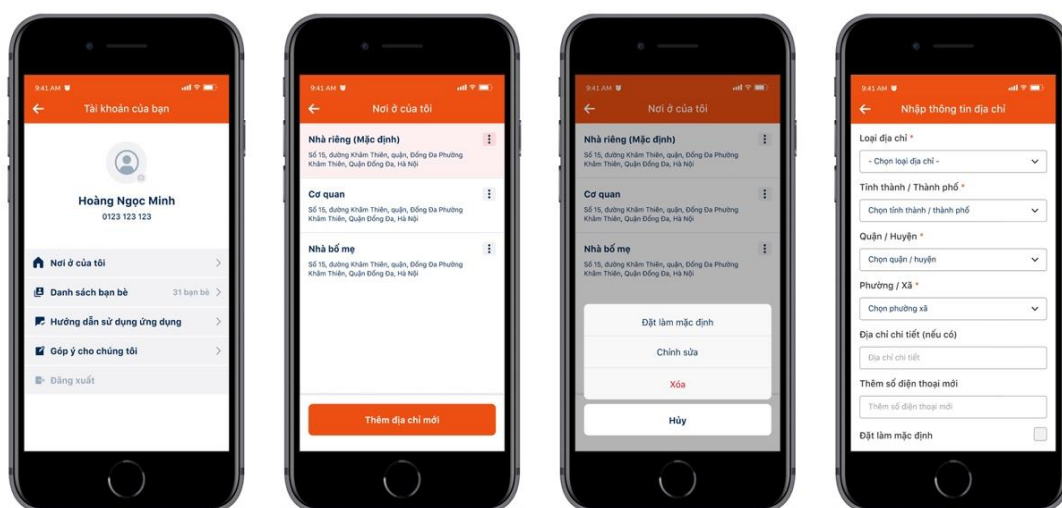 9:41 AM
Tài khoản của bạn
Hoàng Ngọc Minh
0123 123 123
Nơi ở của tôi
Danh sách bạn bè 31 bạn bè
Hướng dẫn sử dụng ứng dụng
Góp ý cho chúng tôi
Đăng xuất
9:41 AM
Nơi ở của tôi
Nhà riêng (Mặc định)
Số 15, đường Khâm Thiên, quận, Đống Đa Phường
Khâm Thiên, Quận Đống Đa, Hà Nội
Cơ quan
Số 15, đường Khâm Thiên, quận, Đống Đa Phường
Khâm Thiên, Quận Đống Đa, Hà Nội
Nhà bố mẹ
Số 15, đường Khâm Thiên, quận, Đống Đa Phường
Khâm Thiên, Quận Đống Đa, Hà Nội
Thêm địa chỉ mới
9:41 AM
Nơi ở của tôi
Nhà riêng (Mặc định)
Số 15, đường Khâm Thiên, quận, Đống Đa Phường
Khâm Thiên, Quận Đống Đa, Hà Nội
Cơ quan
Số 15, đường Khâm Thiên, quận, Đống Đa Phường
Khâm Thiên, Quận Đống Đa, Hà Nội
Nhà bố mẹ
Số 15, đường Khâm Thiên, quận, Đống Đa Phường
Khâm Thiên, Quận Đống Đa, Hà Nội
Đặt làm mặc định
Chỉnh sửa
Xóa
Hủy
9:41 AM
Nhập thông tin địa chỉ
Loại địa chỉ *
- Chọn loại địa chỉ -
Tỉnh thành / Thành phố *
Chọn tỉnh thành / thành phố
Quận / Huyện *
Chọn quận / huyện
Phường / Xã *
Chọn phường xã
Địa chỉ chi tiết (nếu có)
Địa chỉ chi tiết
Thêm số điện thoại mới
Thêm số điện thoại mới
Đặt làm mặc định